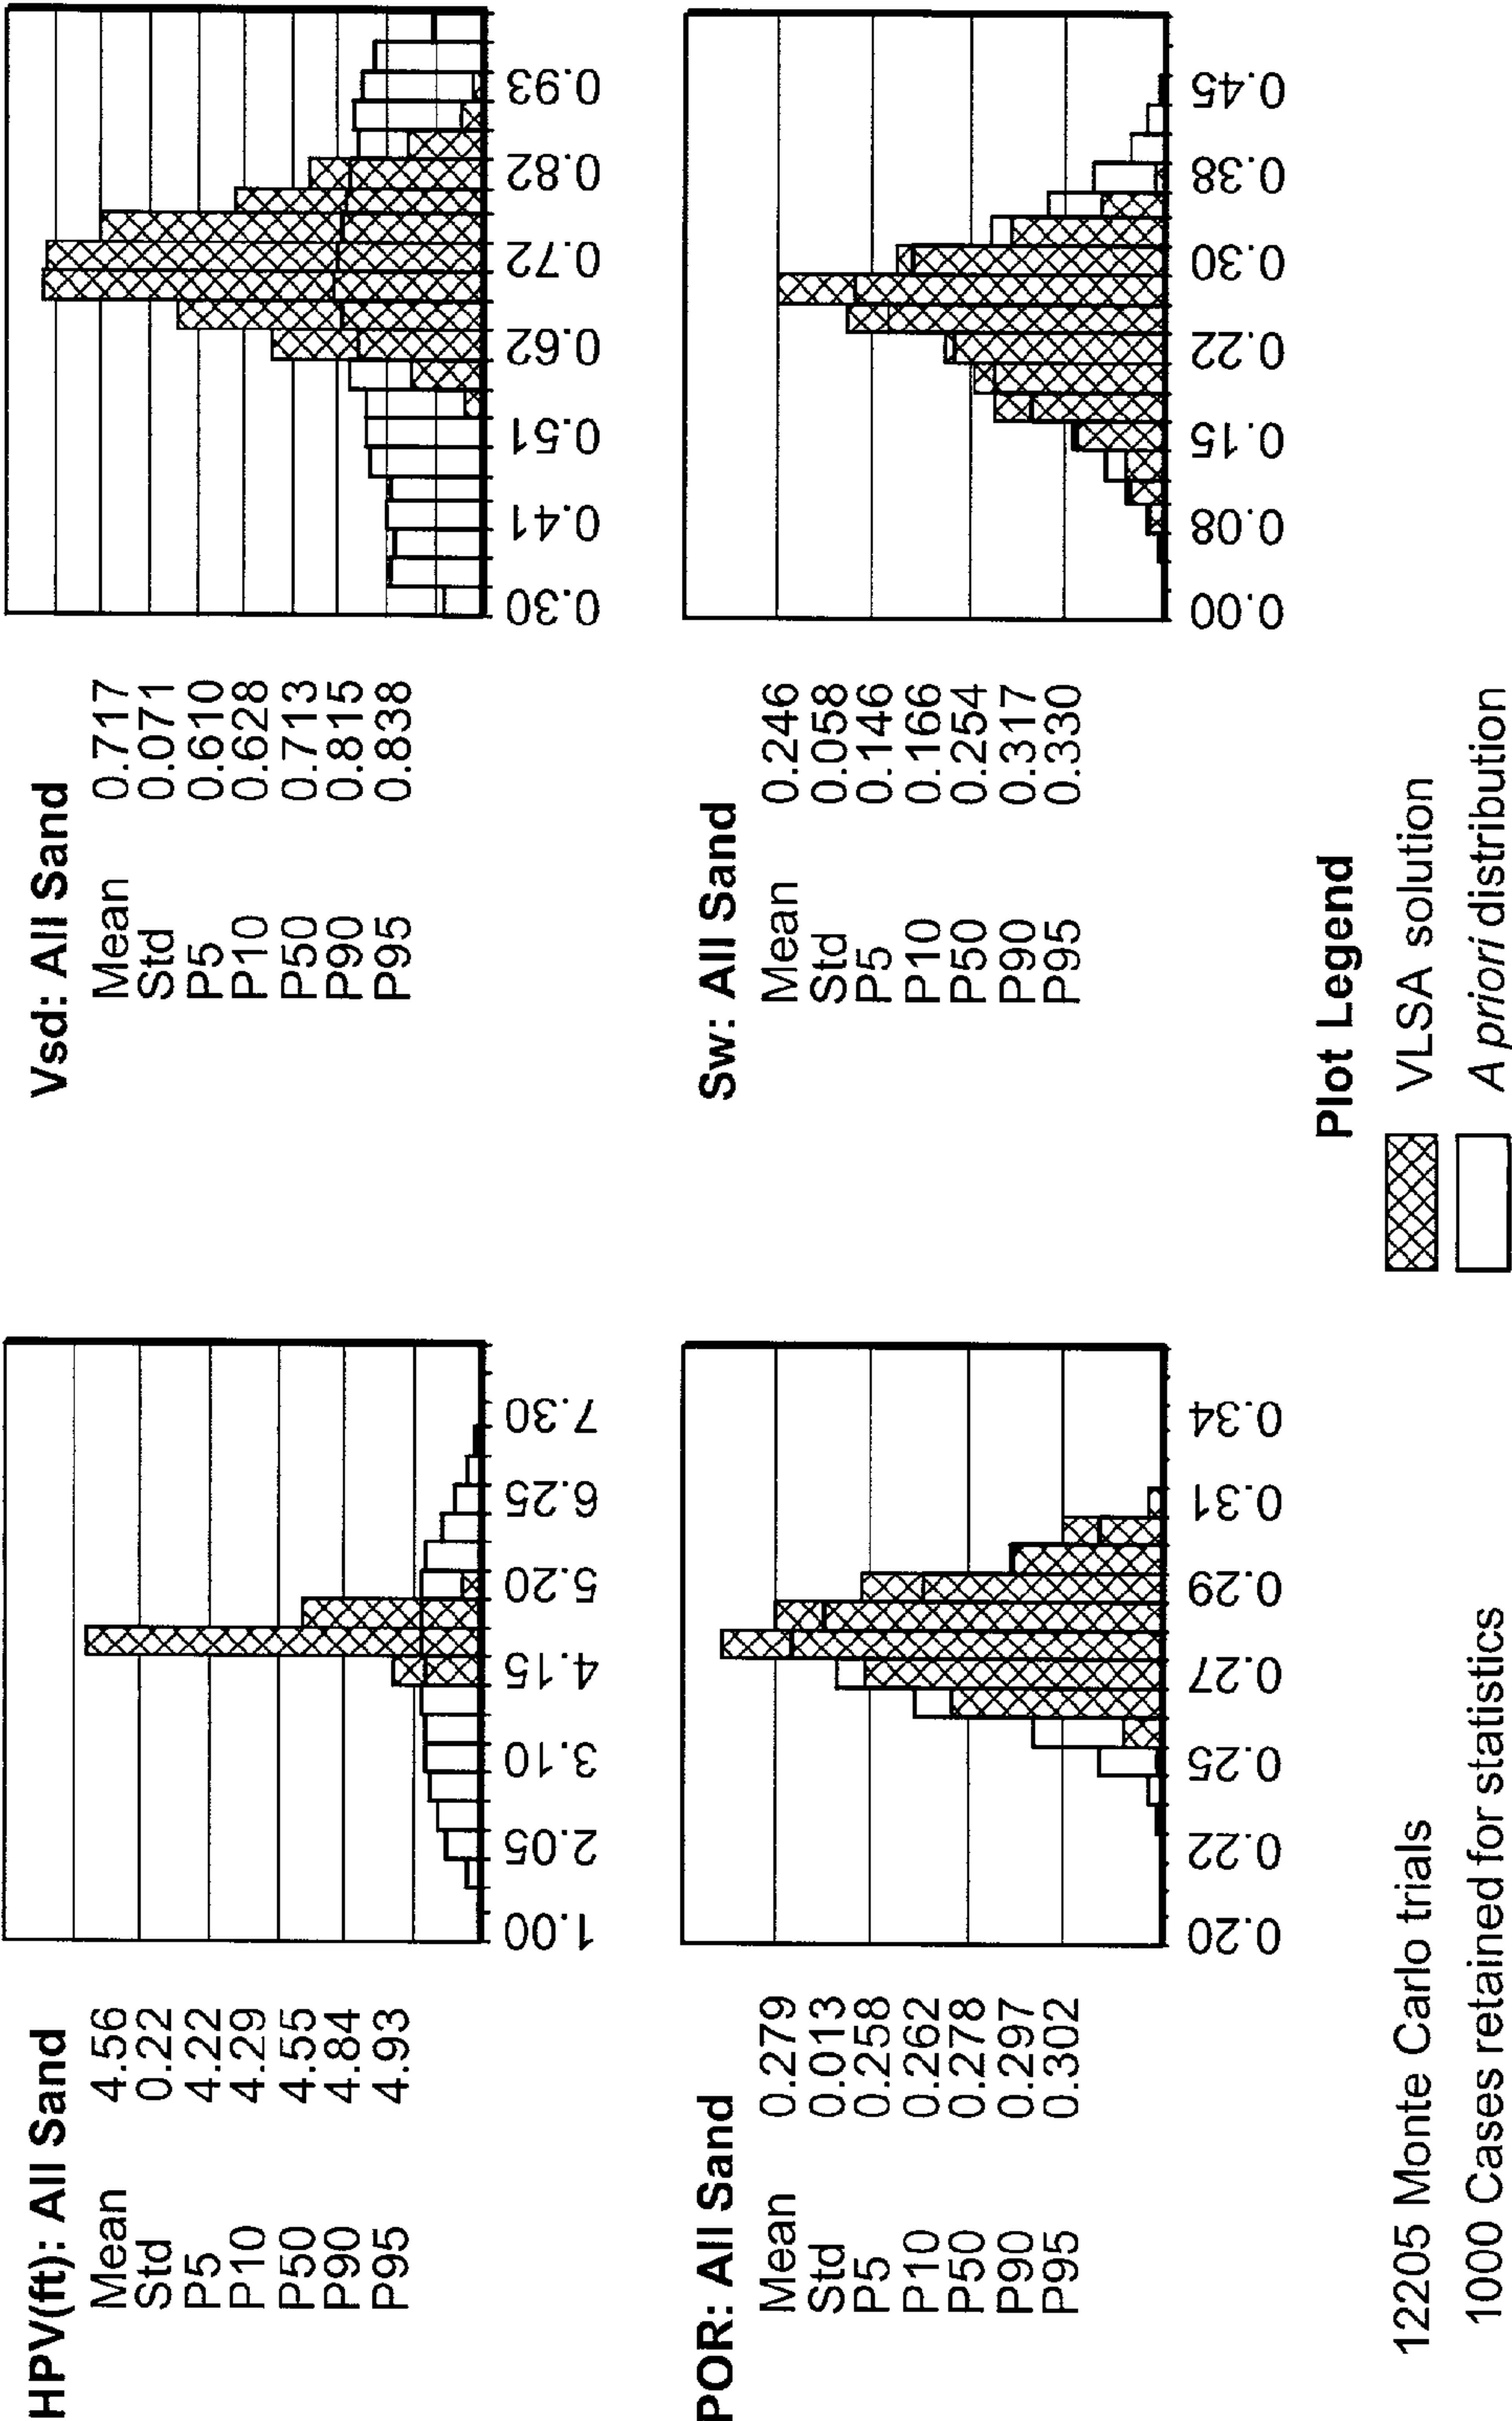 HPV(ft): All Sand
Mean 4.56
Std 0.22
P5 4.22
P10 4.29
P50 4.55
P90 4.84
P95 4.93
1.00 2.05 3.10 4.15 5.20 6.25 7.30
Vsd: All Sand
Mean 0.717
Std 0.071
P5 0.610
P10 0.628
P50 0.713
P90 0.815
P95 0.838
0.30 0.41 0.51 0.62 0.72 0.82 0.93
POR: All Sand
Mean 0.279
Std 0.013
P5 0.258
P10 0.262
P50 0.278
P90 0.297
P95 0.302
0.20 0.22 0.25 0.27 0.29 0.31 0.34
Sw: All Sand
Mean 0.246
Std 0.058
P5 0.146
P10 0.166
P50 0.254
P90 0.317
P95 0.330
0.00 0.08 0.15 0.22 0.30 0.38 0.45
12205 Monte Carlo trials
1000 Cases retained for statistics
Plot Legend
VLSA solution
A priori distribution